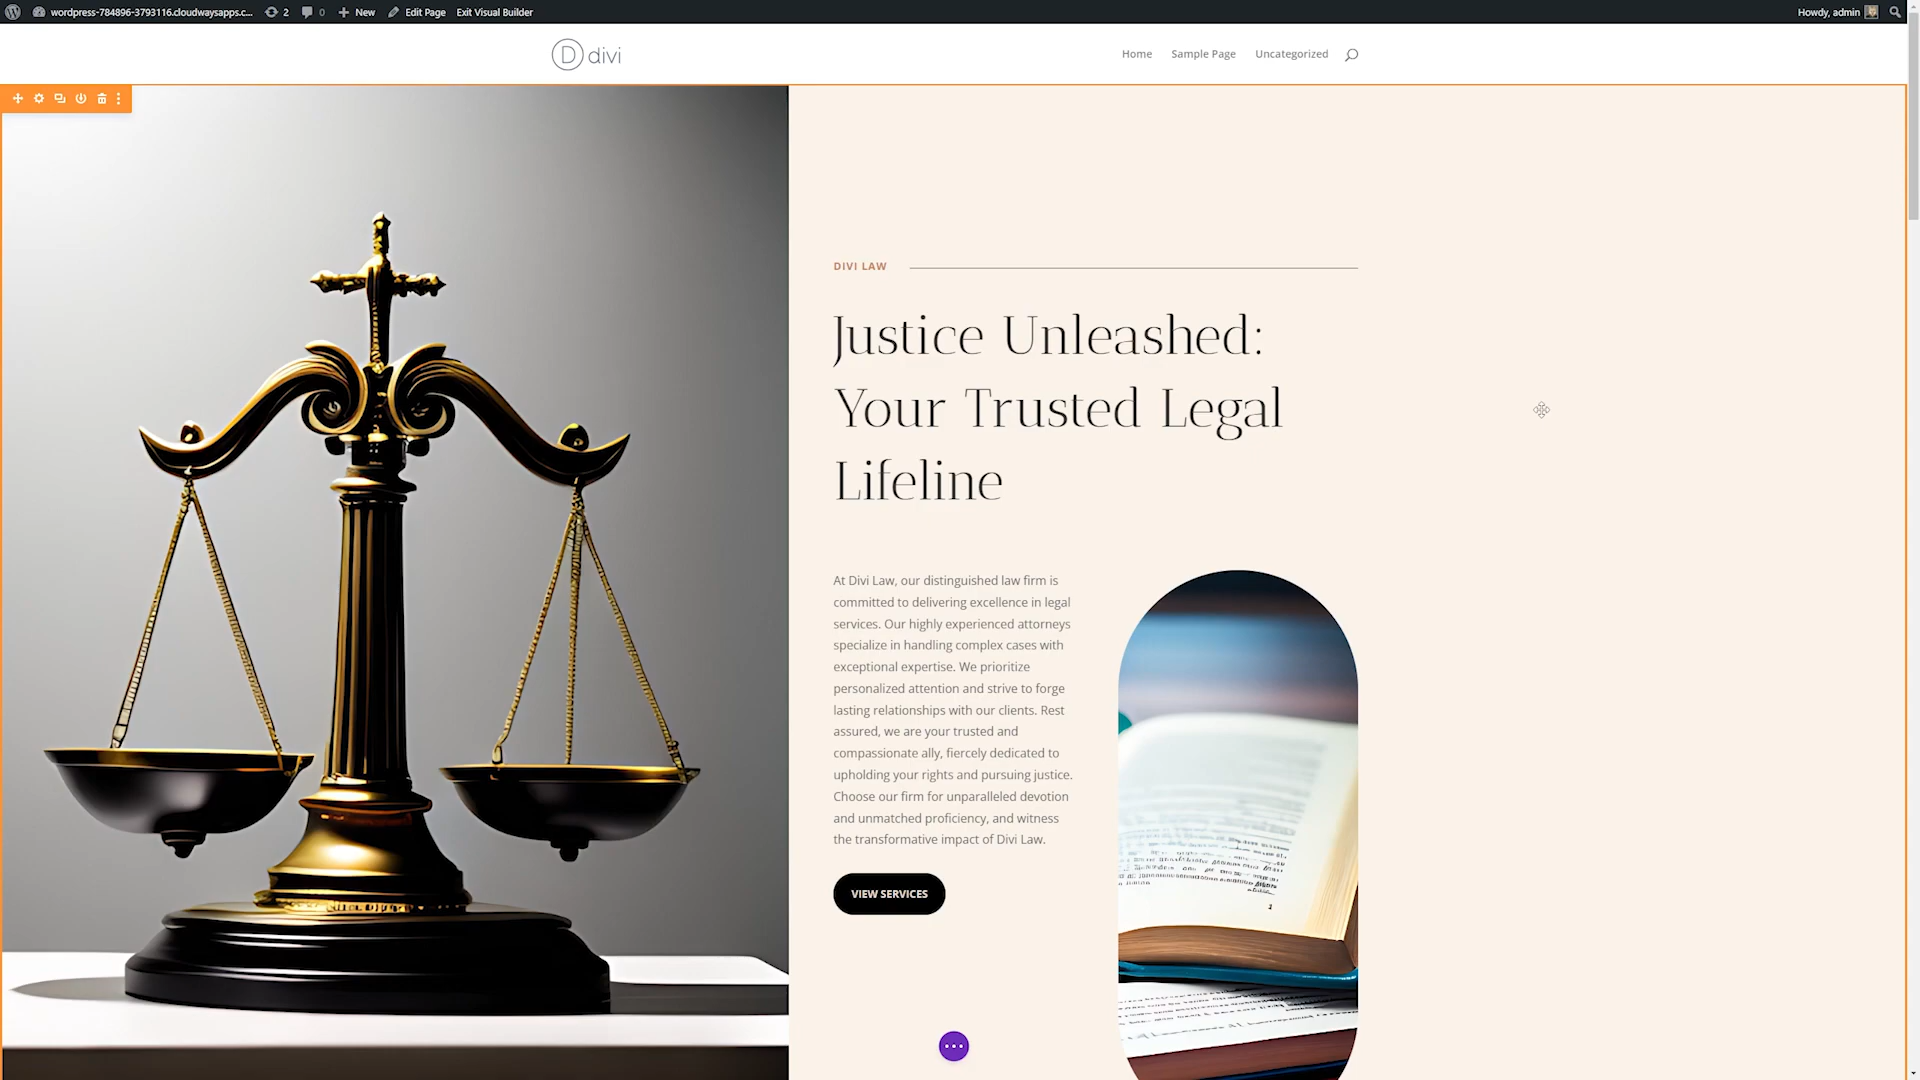 wordpress-784896-3793116.cloudwaysapps.c... 2 0 New Edit Page Exit Visual Builder Howdy, admin
D divi Home Sample Page Uncategorized
DIVI LAW
Justice Unleashed:
Your Trusted Legal
Lifeline
At Divi Law, our distinguished law firm is
committed to delivering excellence in legal
services. Our highly experienced attorneys
specialize in handling complex cases with
exceptional expertise. We prioritize
personalized attention and strive to forge
lasting relationships with our clients. Rest
assured, we are your trusted and
compassionate ally, fiercely dedicated to
upholding your rights and pursuing justice.
Choose our firm for unparalleled devotion
and unmatched proficiency, and witness
the transformative impact of Divi Law.
VIEW SERVICES